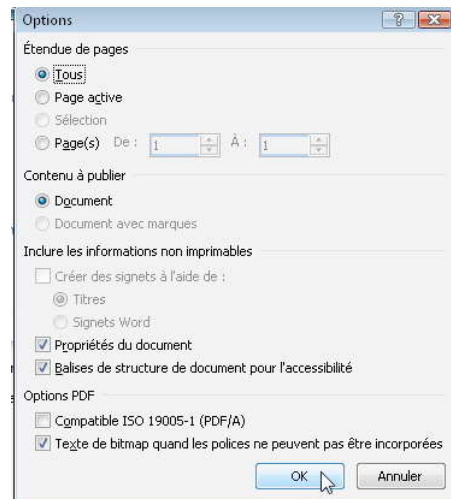 Options
Étendue de pages
Tous
Page active
Sélection
Page(s) De : 1 À : 1
Contenu à publier
Document
Document avec marques
Inclure les informations non imprimables
Créer des signets à l'aide de :
Titres
Signets Word
Propriétés du document
Balises de structure de document pour l'accessibilité
Options PDF
Compatible ISO 19005-1 (PDF/A)
Texte de bitmap quand les polices ne peuvent pas être incorporées
OK Annuler